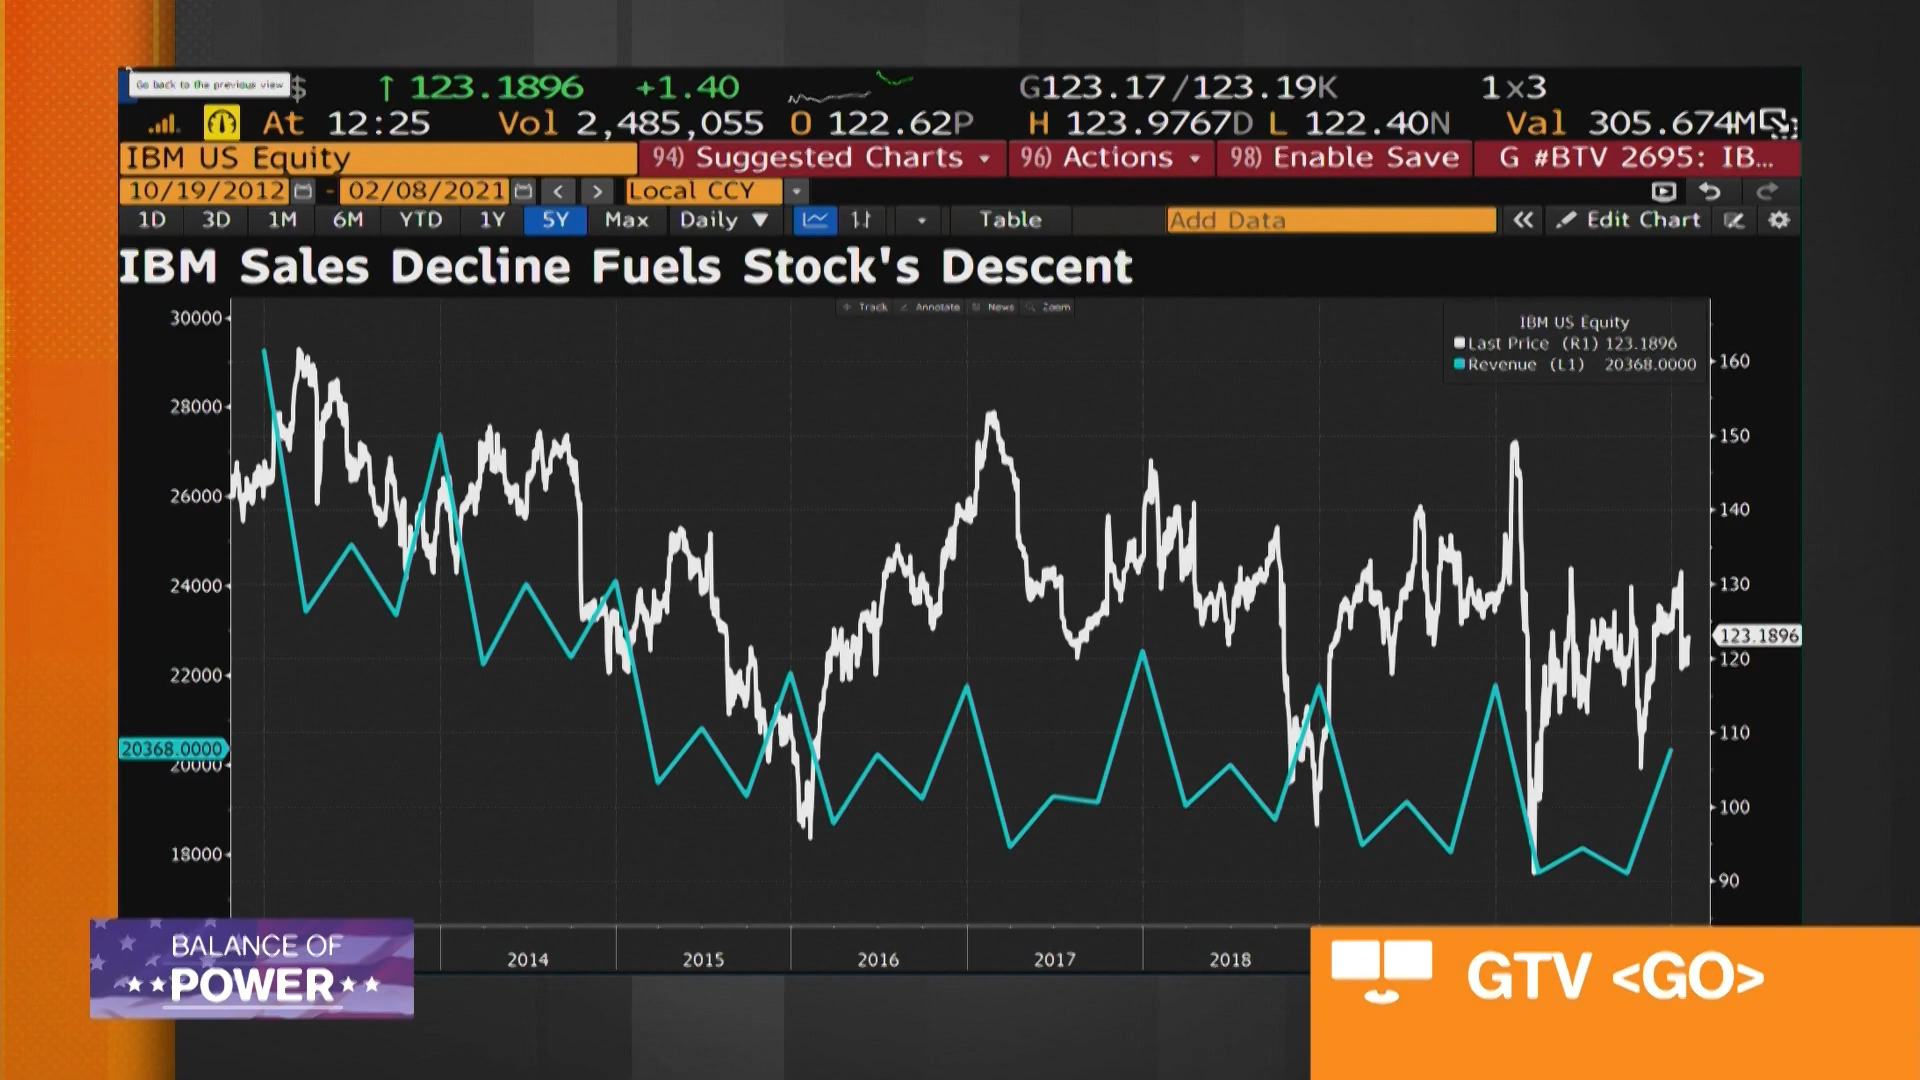 Go back to the previous view $ ↑ 123.1896 +1.40 G123.17/123.19K 1x3
At 12:25 Vol 2,485,055 O 122.62P H 123.9767D L 122.40N Val 305.674M
IBM US Equity 94) Suggested Charts 96) Actions 98) Enable Save G #BTV 2695: IB...
10/19/2012 - 02/08/2021 < > Local CCY
1D 3D 1M 6M YTD 1Y 5Y Max Daily ▼ Table Add Data « Edit Chart
IBM Sales Decline Fuels Stock's Descent
Track Annotate News Zoom
IBM US Equity
Last Price (R1) 123.1896
Revenue (L1) 20368.0000
30000
28000
26000
24000
22000
20368.0000
20000
18000
160
150
140
130
123.1896
120
110
100
90
2014 2015 2016 2017 2018
BALANCE OF
POWER
GTV <GO>